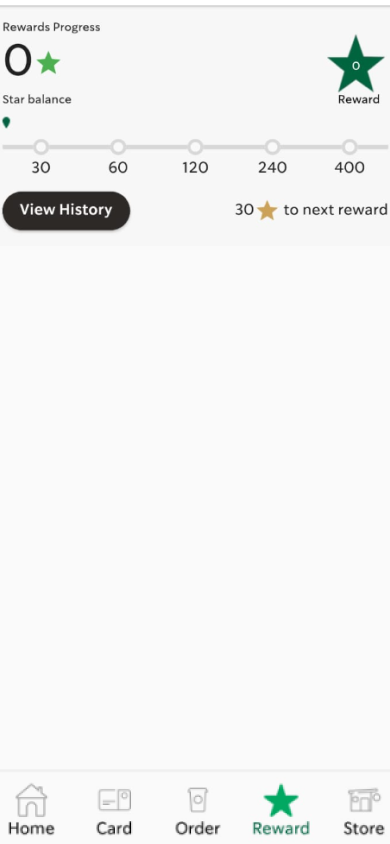 Rewards Progress
0
0
Star balance
Reward
30 60 120 240 400
View History
30 to next reward
Home Card Order Reward Store